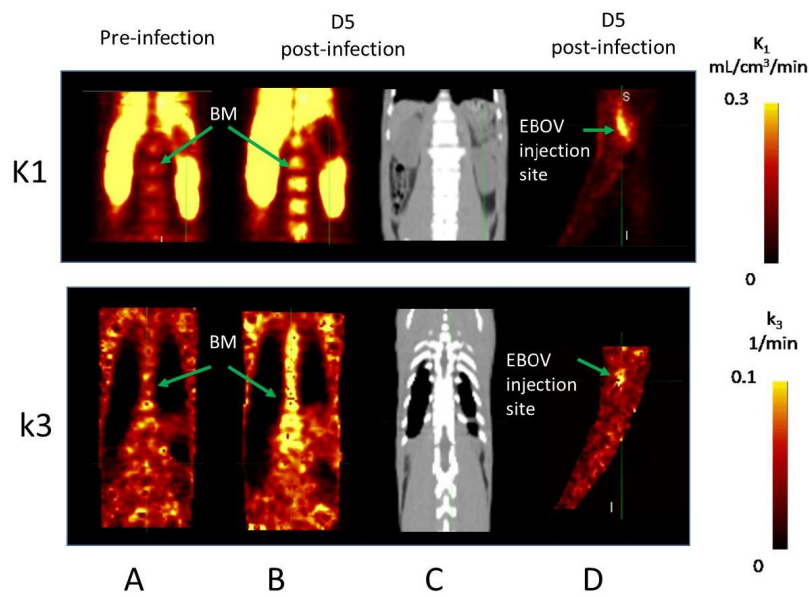 Pre-infection
D5
post-infection
D5
post-infection
K1
mL/cm³/min
0.3
0
K1
BM
EBOV
injection
site
S
I
I
k3
1/min
0.1
0
k3
BM
EBOV
injection
site
I
A
B
C
D